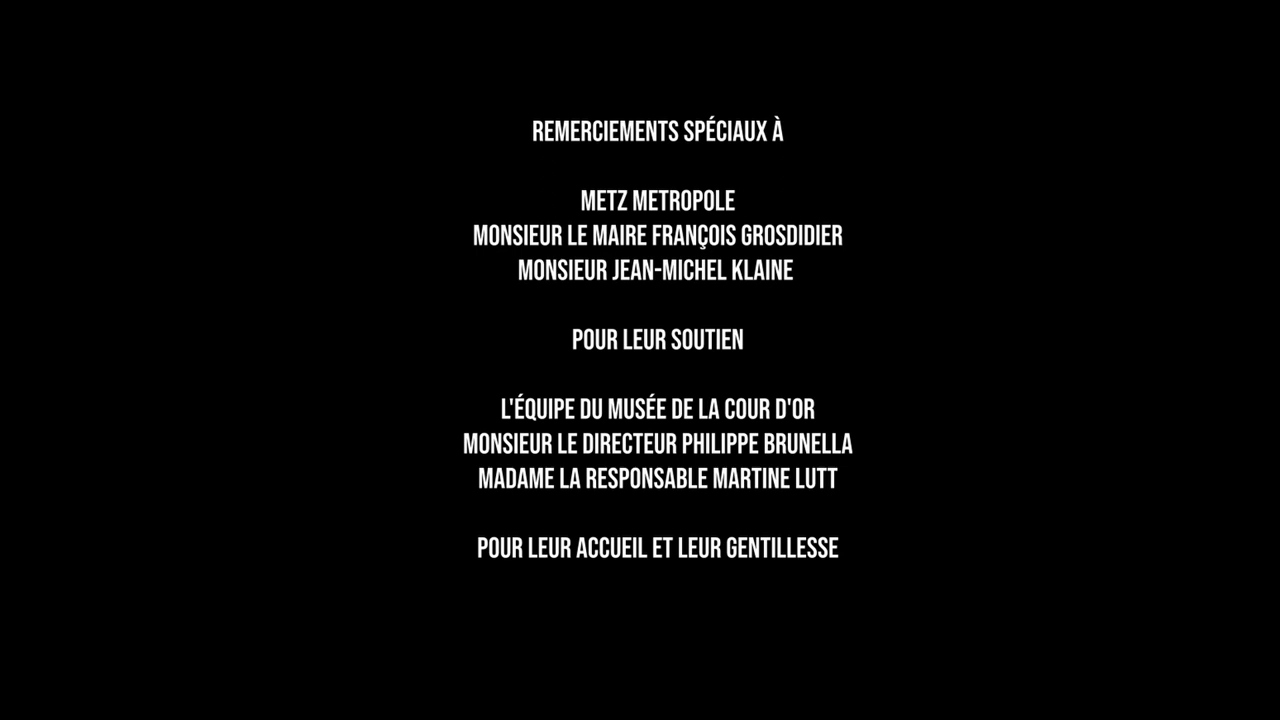 REMERCIEMENTS SPÉCIAUX À
METZ METROPOLE
MONSIEUR LE MAIRE FRANÇOIS GROSDIDIER
MONSIEUR JEAN-MICHEL KLAINE
POUR LEUR SOUTIEN
L'ÉQUIPE DU MUSÉE DE LA COUR D'OR
MONSIEUR LE DIRECTEUR PHILIPPE BRUNELLA
MADAME LA RESPONSABLE MARTINE LUTT
POUR LEUR ACCUEIL ET LEUR GENTILLESSE